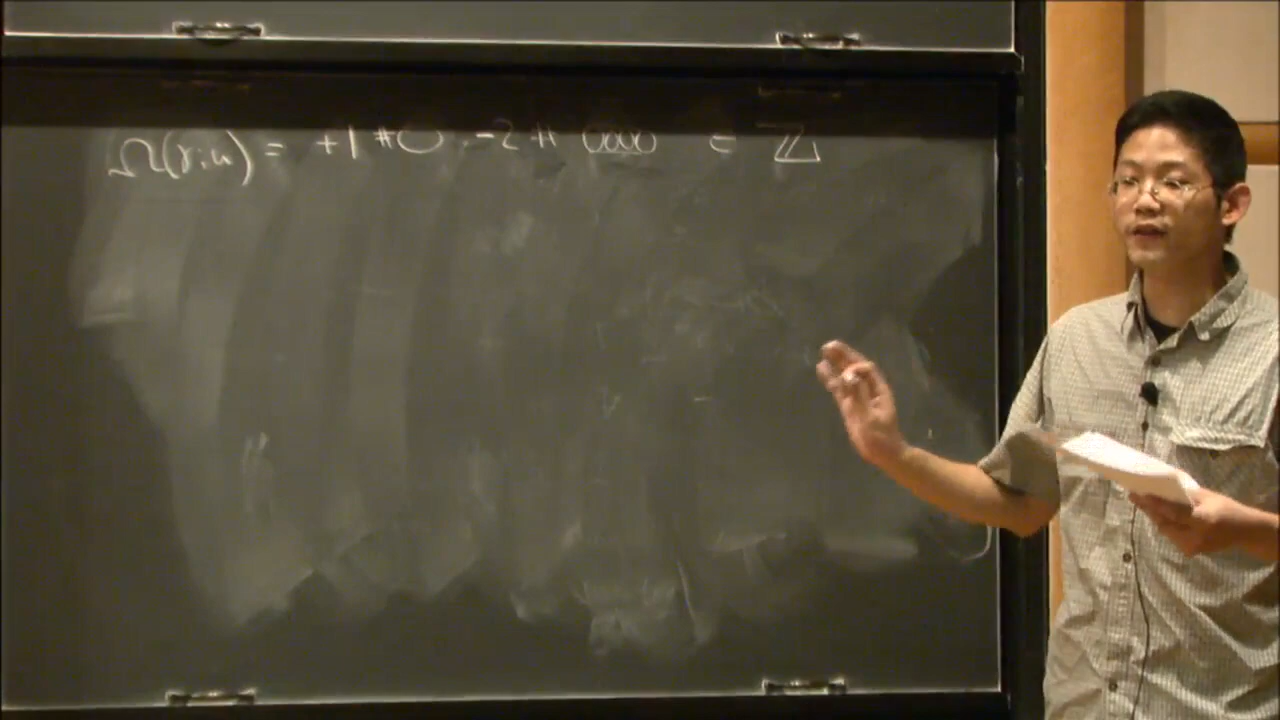 Ω(γ;u) = +1 # O , -2 # ∈ ℤ